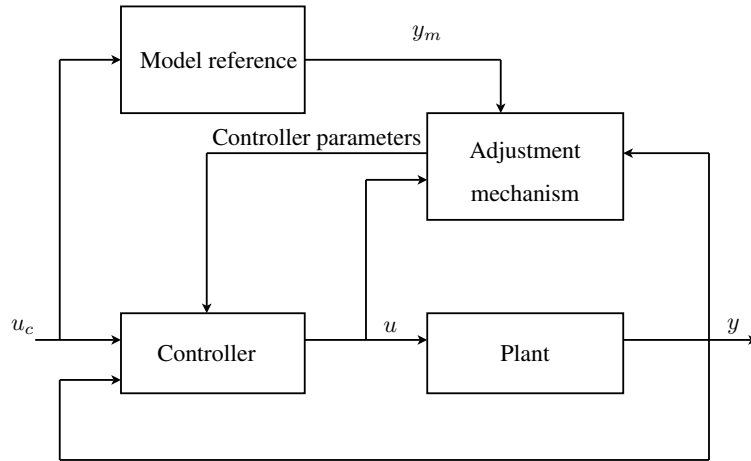 y_m
Model reference
Controller parameters
Adjustment
mechanism
u_c
u
y
Controller
Plant